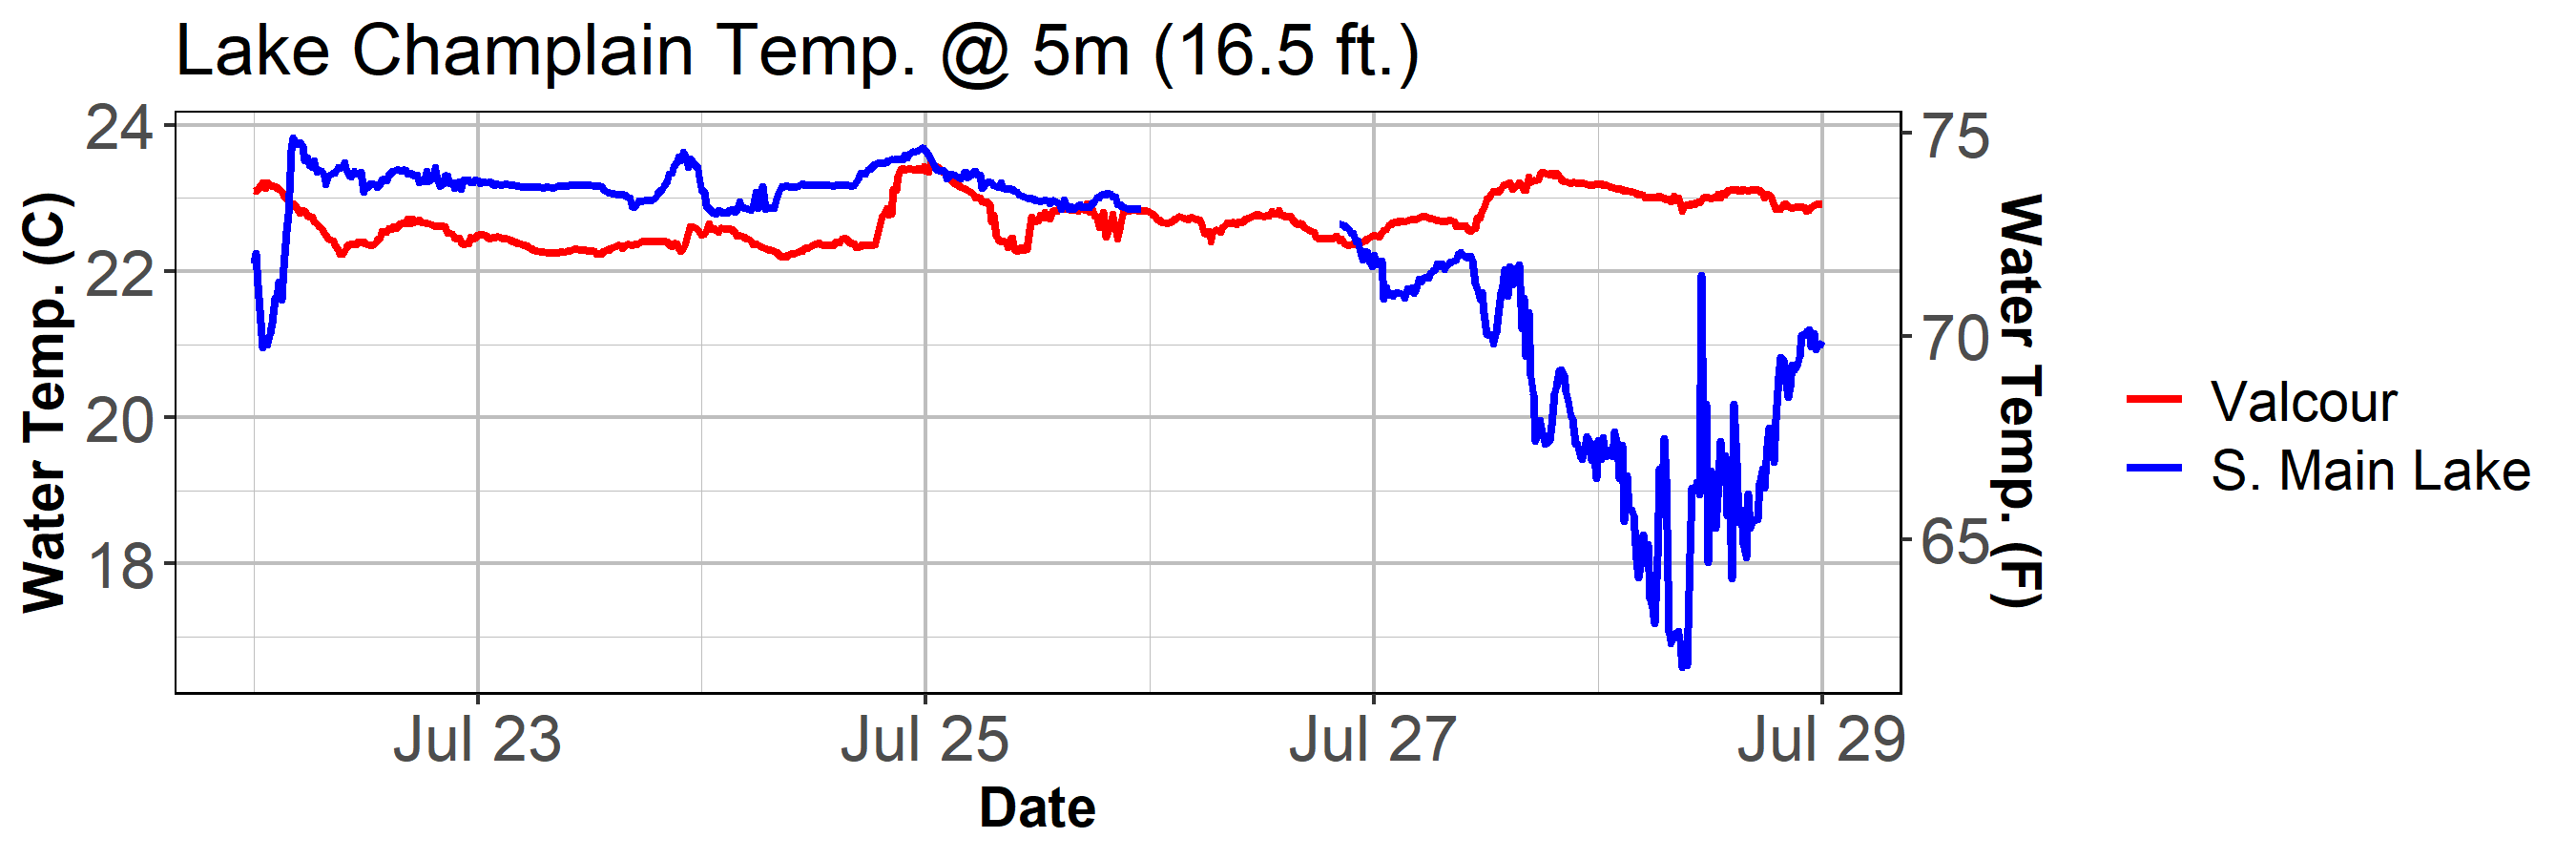 Lake Champlain Temp. @ 5m (16.5 ft.)
Water Temp. (C)
24
22
20
18
75
70
65
Water Temp. (F)
Jul 23
Jul 25
Jul 27
Jul 29
Date
Valcour
S. Main Lake